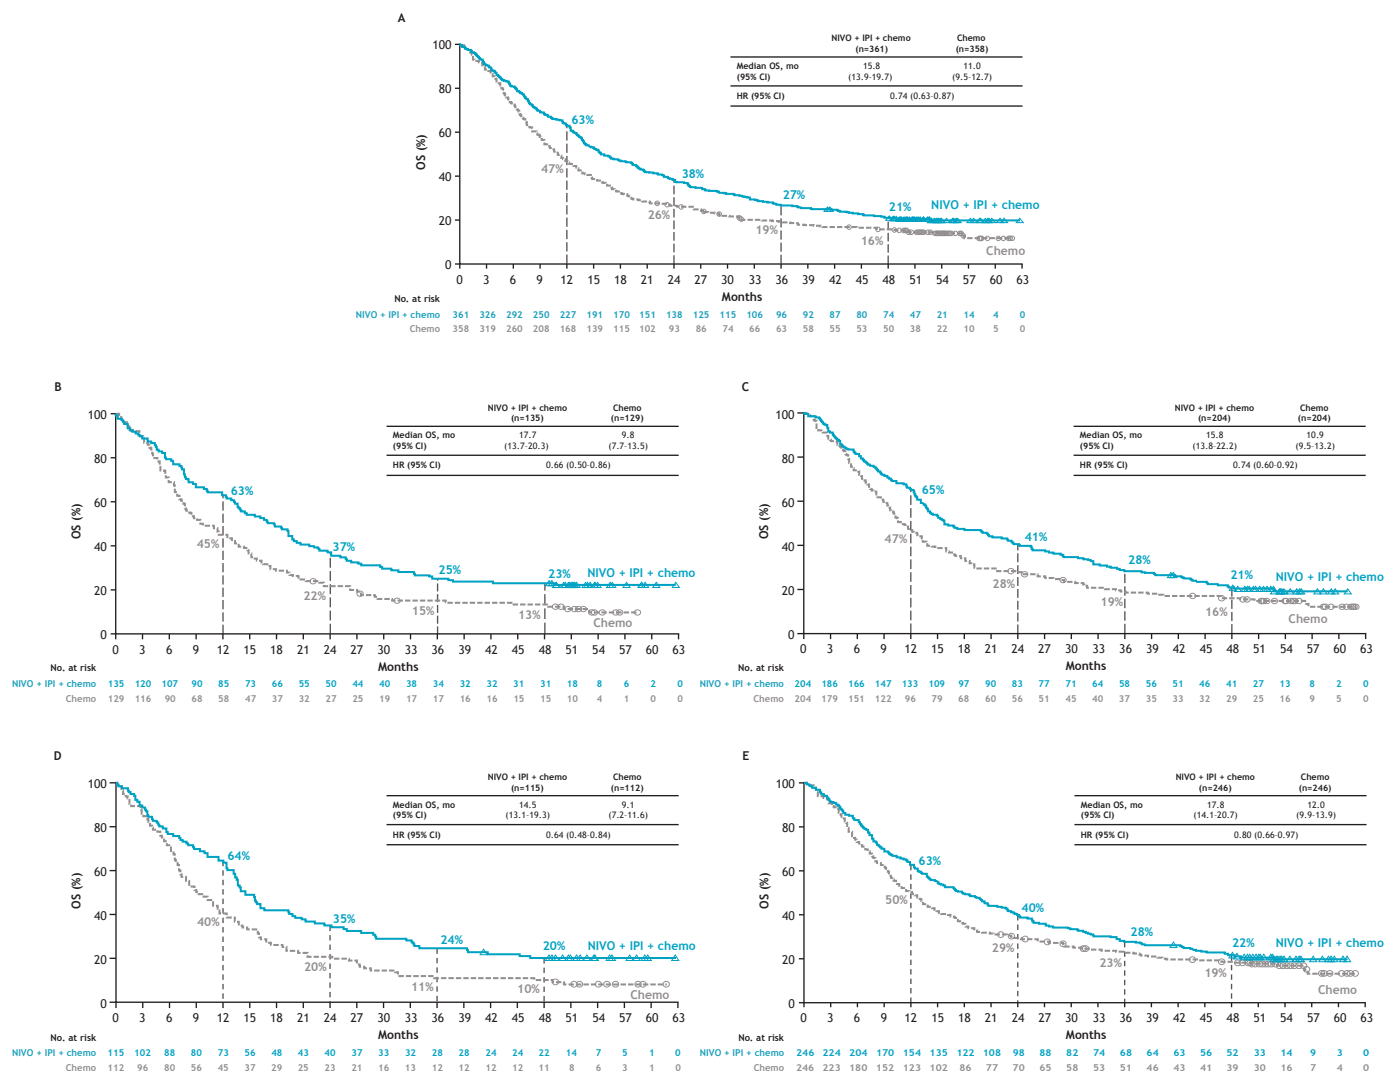 A
NIVO + IPI + chemo Chemo
(n=361) (n=358)
Median OS, mo 15.8 11.0
(95% CI) (13.9-19.7) (9.5-12.7)
HR (95% CI) 0.74 (0.63-0.87)
100
80
60
40
20
0
OS (%)
63%
47%
38%
26%
27%
19%
21%
16%
NIVO + IPI + chemo
Chemo
0 3 6 9 12 15 18 21 24 27 30 33 36 39 42 45 48 51 54 57 60 63
Months
No. at risk
NIVO + IPI + chemo 361 326 292 250 227 191 170 151 138 125 115 106 96 92 87 80 74 47 21 14 4 0
Chemo 358 319 260 208 168 139 115 102 93 86 74 66 63 58 55 53 50 38 22 10 5 0
B
NIVO + IPI + chemo Chemo
(n=135) (n=129)
Median OS, mo 17.7 9.8
(95% CI) (13.7-20.3) (7.7-13.5)
HR (95% CI) 0.66 (0.50-0.86)
100
80
60
40
20
0
OS (%)
63%
45%
37%
22%
25%
15%
23%
13%
NIVO + IPI + chemo
Chemo
0 3 6 9 12 15 18 21 24 27 30 33 36 39 42 45 48 51 54 57 60 63
Months
No. at risk
NIVO + IPI + chemo 135 120 107 90 85 73 66 55 50 44 40 38 34 32 32 31 31 18 8 6 2 0
Chemo 129 116 90 68 58 47 37 32 27 25 19 17 17 16 16 15 15 10 4 1 0 0
C
NIVO + IPI + chemo Chemo
(n=204) (n=204)
Median OS, mo 15.8 10.9
(95% CI) (13.8-22.2) (9.5-13.2)
HR (95% CI) 0.74 (0.60-0.92)
100
80
60
40
20
0
OS (%)
65%
47%
41%
28%
28%
19%
21%
16%
NIVO + IPI + chemo
Chemo
0 3 6 9 12 15 18 21 24 27 30 33 36 39 42 45 48 51 54 57 60 63
Months
No. at risk
NIVO + IPI + chemo 204 186 166 147 133 109 97 90 83 77 71 64 58 56 51 46 41 27 13 8 2 0
Chemo 204 179 151 122 96 79 68 60 56 51 45 40 37 35 33 32 29 25 16 9 5 0
D
NIVO + IPI + chemo Chemo
(n=115) (n=112)
Median OS, mo 14.5 9.1
(95% CI) (13.1-19.3) (7.2-11.6)
HR (95% CI) 0.64 (0.48-0.84)
100
80
60
40
20
0
OS (%)
64%
40%
35%
20%
24%
11%
20%
10%
NIVO + IPI + chemo
Chemo
0 3 6 9 12 15 18 21 24 27 30 33 36 39 42 45 48 51 54 57 60 63
Months
No. at risk
NIVO + IPI + chemo 115 102 88 80 73 56 48 43 40 37 33 32 28 28 24 24 22 14 7 5 1 0
Chemo 112 96 80 56 45 37 29 25 23 21 16 13 12 12 12 12 11 8 6 3 1 0
E
NIVO + IPI + chemo Chemo
(n=246) (n=246)
Median OS, mo 17.8 12.0
(95% CI) (14.1-20.7) (9.9-13.9)
HR (95% CI) 0.80 (0.66-0.97)
100
80
60
40
20
0
OS (%)
63%
50%
40%
29%
28%
23%
22%
19%
NIVO + IPI + chemo
Chemo
0 3 6 9 12 15 18 21 24 27 30 33 36 39 42 45 48 51 54 57 60 63
Months
No. at risk
NIVO + IPI + chemo 246 224 204 170 154 135 122 108 98 88 82 74 68 64 63 56 52 33 14 9 3 0
Chemo 246 223 180 152 123 102 86 77 70 65 58 53 51 46 43 41 39 30 16 7 4 0